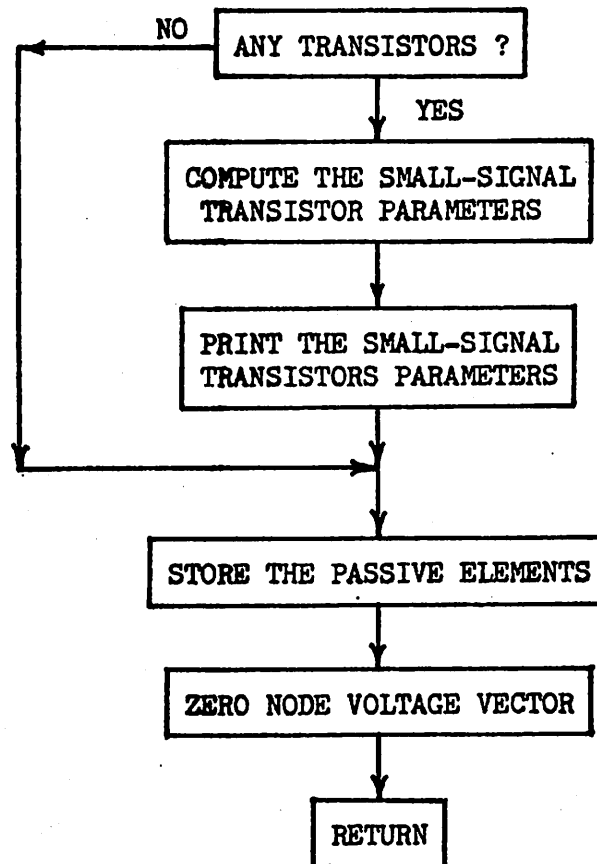 NO
ANY TRANSISTORS ?
YES
COMPUTE THE SMALL-SIGNAL
TRANSISTOR PARAMETERS
PRINT THE SMALL-SIGNAL
TRANSISTORS PARAMETERS
STORE THE PASSIVE ELEMENTS
ZERO NODE VOLTAGE VECTOR
RETURN